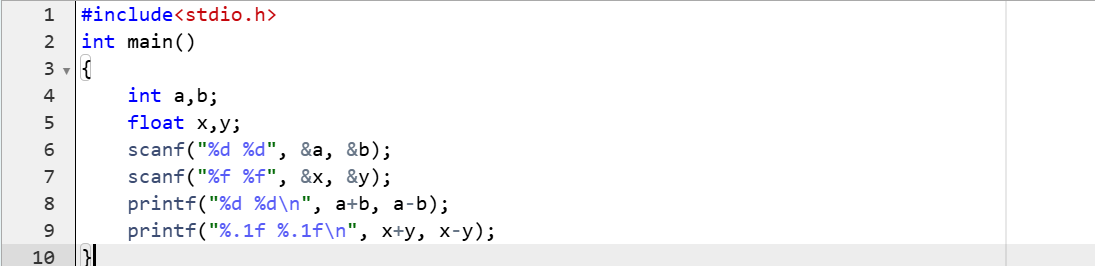 1 #include<stdio.h>
2 int main()
3 {
4 int a,b;
5 float x,y;
6 scanf("%d %d", &a, &b);
7 scanf("%f %f", &x, &y);
8 printf("%d %d\n", a+b, a-b);
9 printf("%.1f %.1f\n", x+y, x-y);
10 }